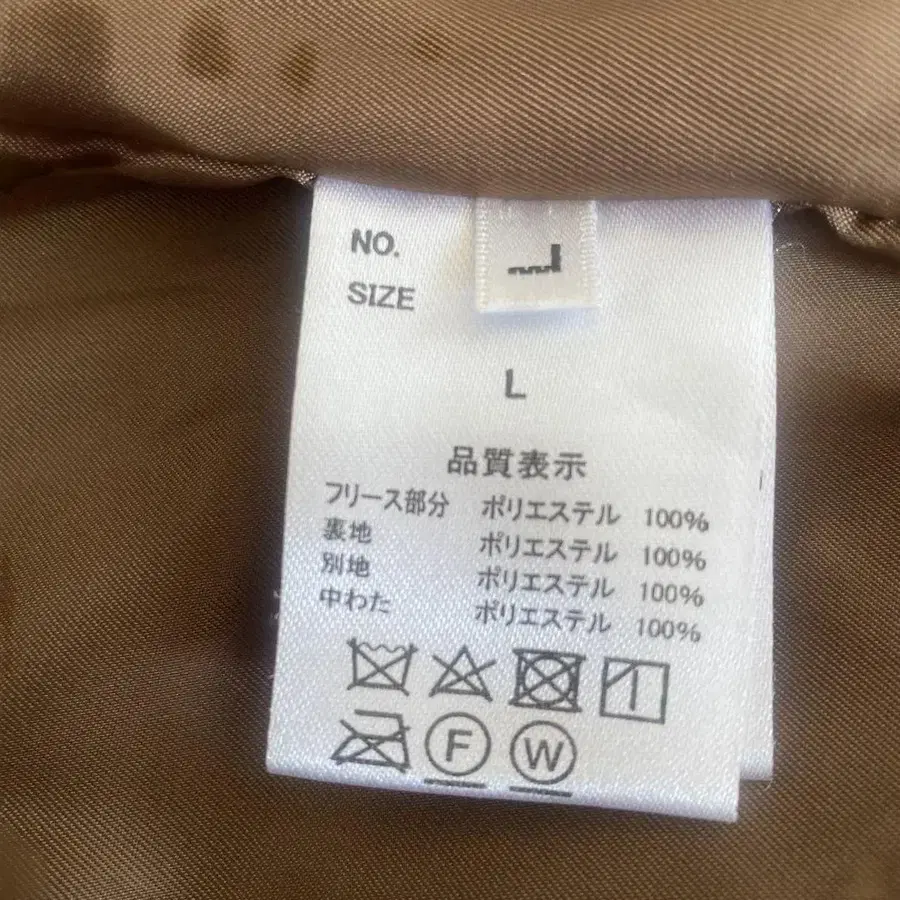 NO.
SIZE
L
L
品質表示
フリース部分 ポリエステル 100%
裏地 ポリエステル 100%
別地 ポリエステル 100%
中わた ポリエステル 100%
F W